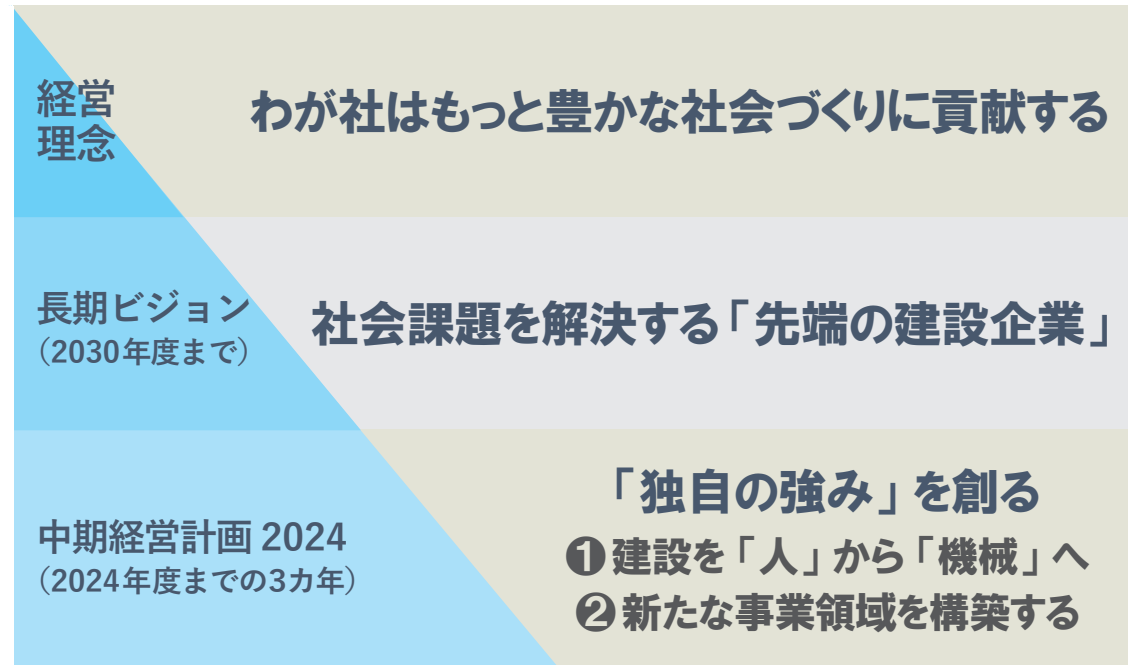 経営
理念
わが社はもっと豊かな社会づくりに貢献する
長期ビジョン
（2030年度まで）
社会課題を解決する「先端の建設企業」
中期経営計画 2024
（2024年度までの3カ年）
「独自の強み」を創る
❶建設を「人」から「機械」へ
❷新たな事業領域を構築する